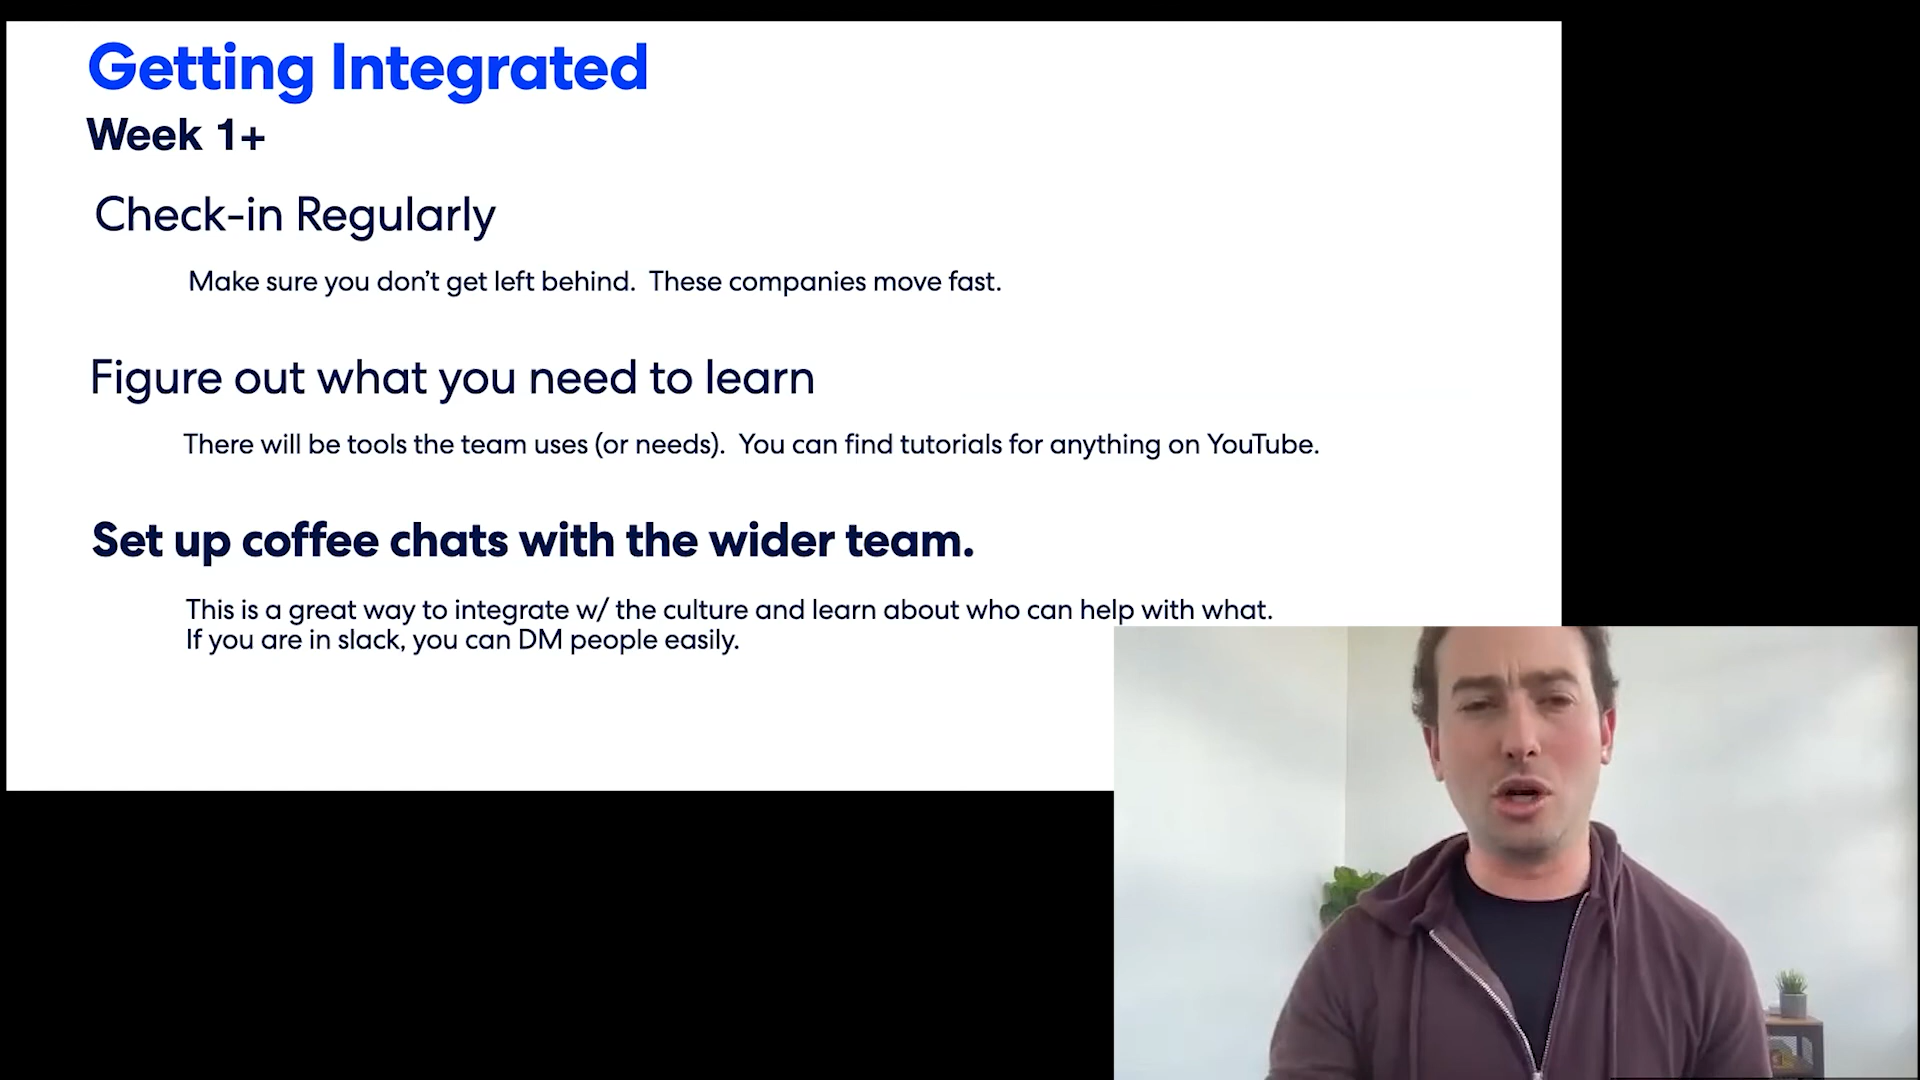 Getting Integrated
Week 1+
Check-in Regularly
Make sure you don’t get left behind.  These companies move fast.
Figure out what you need to learn
There will be tools the team uses (or needs).  You can find tutorials for anything on YouTube.
Set up coffee chats with the wider team.
This is a great way to integrate w/ the culture and learn about who can help with what.
If you are in slack, you can DM people easily.